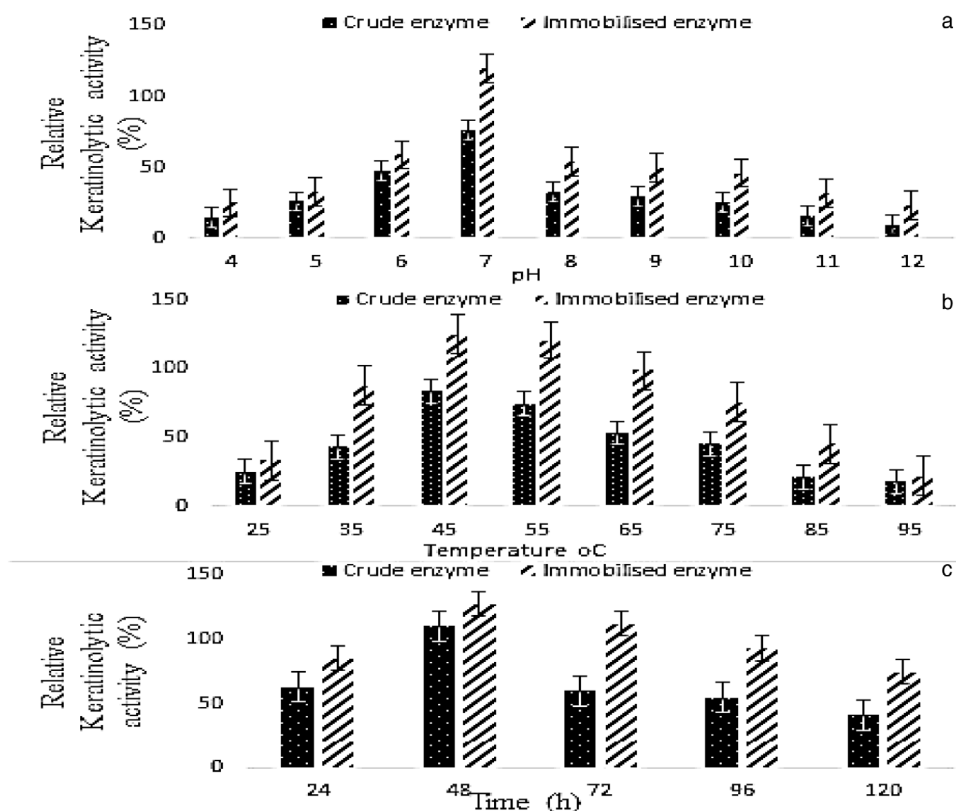 150
Crude enzyme Immobilised enzyme
a
100
50
0
Relative
Keratinolytic activity
(%)
4 5 6 7 8 9 10 11 12
pH
150
Crude enzyme Immobilised enzyme
b
100
50
0
Relative
Keratinolytic activity
(%)
25 35 45 55 65 75 85 95
Temperature oC
150
Crude enzyme Immobilised enzyme
c
100
50
0
Relative
Keratinolytic
activity (%)
24 48 72 96 120
Time (h)